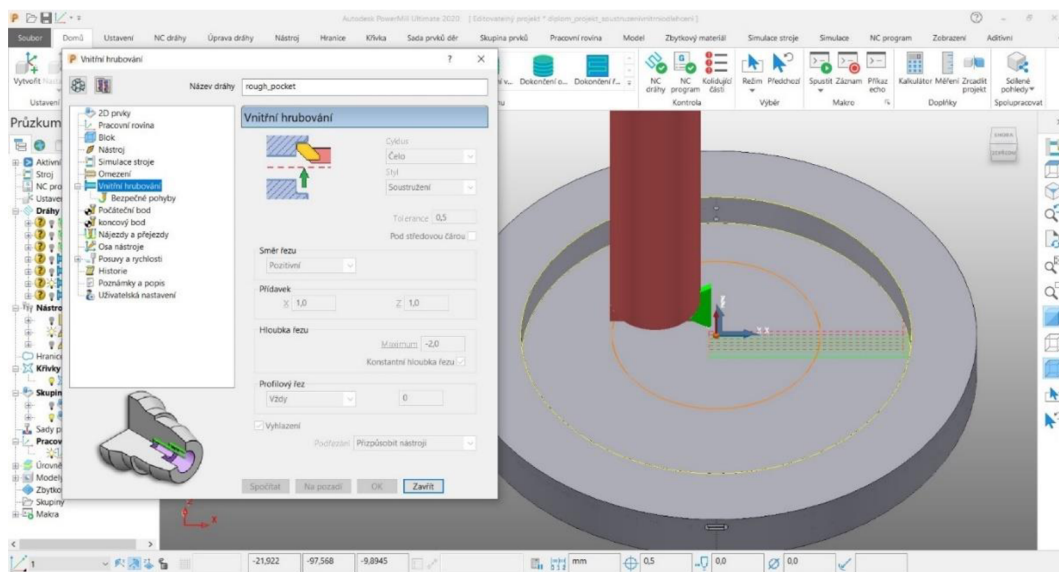 Autodesk PowerMill Ultimate 2020 [ Editovatelný projekt
Soubor Domů Ustavení NC dráhy Úprava dráhy Nástroj Hranice Křivka Sada prvků děr Skupina prvků Pracovní rovina Model Zbytkový materiál Simulace stroje Simulace NC program Zobrazení Aditivní
Vytvořit
Ustavení
Dokončení o... Dokončení r...
NC dráhy
NC program
Kolidující části
Kontrola
Režim Předchozí
Výběr
Spustit Záznam Příkaz echo
Makro
Kalkulátor Měření Zrcadlit projekt
Doplňky
Sdílené pohledy
Spolupracovat
Průzkum
Aktivní
Stroj
NC pro
Ustave
Dráhy
Nástro
Hranic
Křivky
Skupin
Sady p
Pracov
Úrovně
Modely
Zbytko
Skupiny
Makra
Vnitřní hrubování
? ×
Název dráhy rough_pocket
2D prvky
Pracovní rovina
Blok
Nástroj
Simulace stroje
Omezení
Vnitřní hrubování
Bezpečné pohyby
Počáteční bod
koncový bod
Nájezdy a přejezdy
Osa nástroje
Posuvy a rychlosti
Historie
Poznámky a popis
Uživatelská nastavení
Vnitřní hrubování
Cyklus
Čelo
Styl
Soustružení
Tolerance 0,5
Pod středovou čárou
Směr řezu
Pozitivní
Přídavek
X 1,0 Z 1,0
Hloubka řezu
Maximum -2,0
Konstantní hloubka řezu
Profilový řez
Vždy 0
Vyhlazení
Podřezání Přizpůsobit nástroji
Spočítat Na pozadí OK Zavřít
X
1 -21,922 -97,568 -9,8945 mm 0,5 0,0 0,0